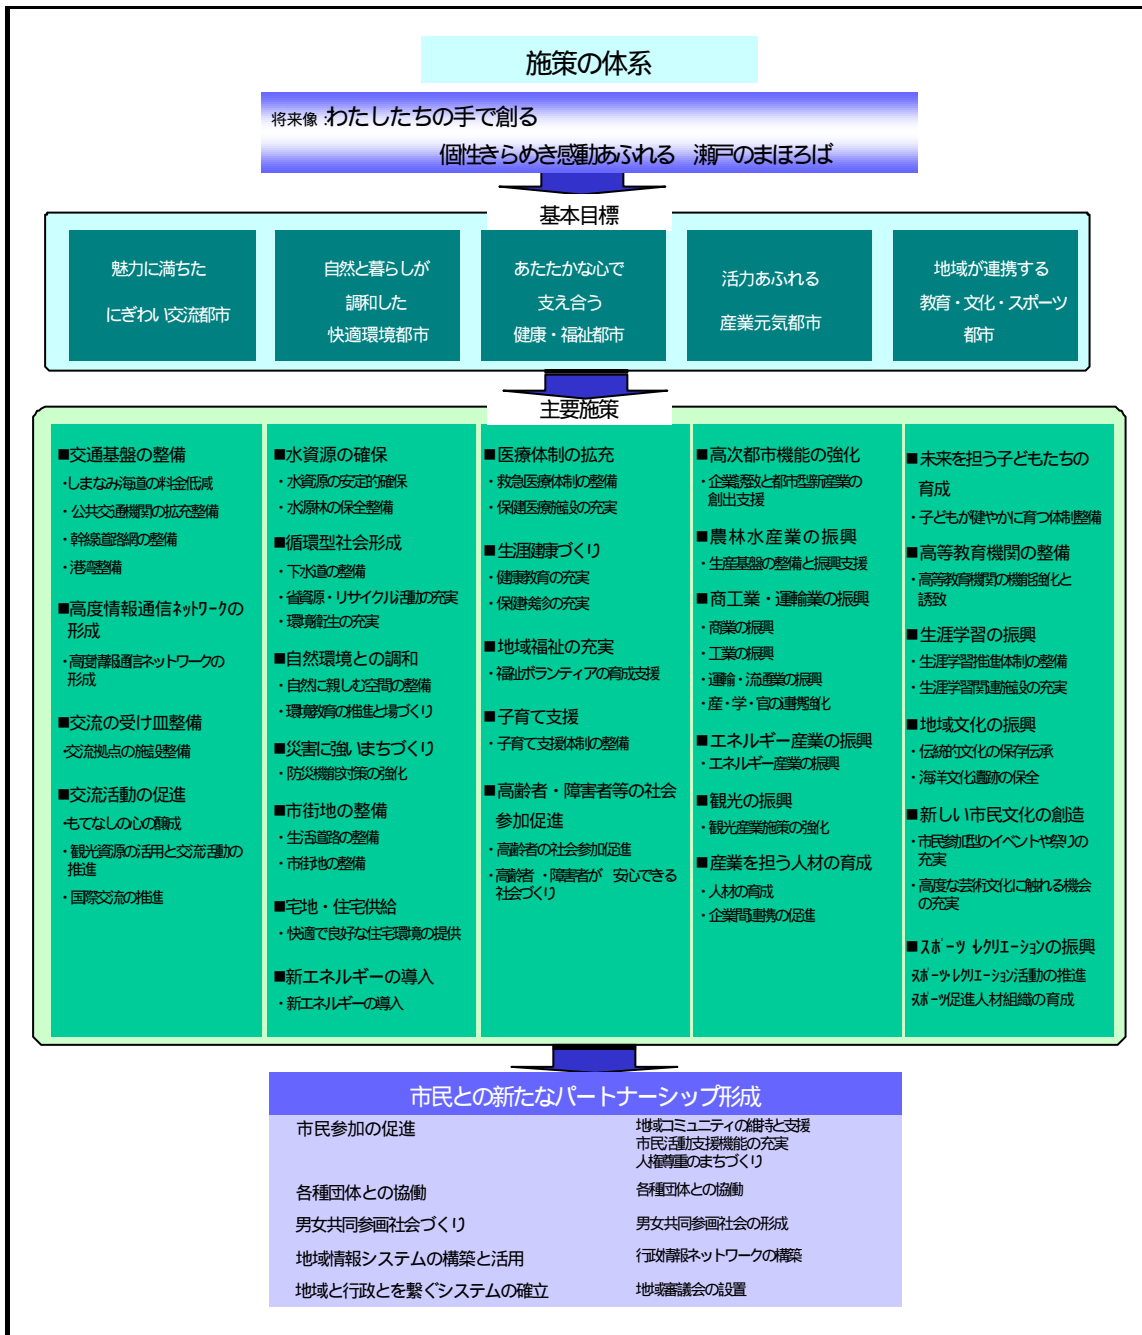 施策の体系
将来像：わたしたちの手で創る
個性きらめき感動あふれる　瀬戸のまほろば
基本目標
魅力に満ちた
にぎわい交流都市
自然と暮らしが
調和した
快適環境都市
あたたかな心で
支え合う
健康・福祉都市
活力あふれる
産業元気都市
地域が連携する
教育・文化・スポーツ
都市
主要施策
■交通基盤の整備
・しまなみ海道の料金低減
・公共交通機関の拡充整備
・幹線道路網の整備
・港湾整備
■高度情報通信ﾈｯﾄﾜｰｸの
形成
・高度情報通信ネットワークの
形成
■交流の受け皿整備
・交流拠点の施設整備
■交流活動の促進
・もてなしの心の醸成
・観光資源の活用と交流活動の
推進
・国際交流の推進
■水資源の確保
・水資源の安定的確保
・水源林の保全整備
■循環型社会形成
・下水道の整備
・省資源・リサイクル活動の充実
・環境衛生の充実
■自然環境との調和
・自然に親しむ空間の整備
・環境教育の推進と場づくり
■災害に強いまちづくり
・防災機能対策の強化
■市街地の整備
・生活道路の整備
・市街地の整備
■宅地・住宅供給
・快適で良好な住宅環境の提供
■新エネルギーの導入
・新エネルギーの導入
■医療体制の拡充
・救急医療体制の整備
・保健医療施設の充実
■生涯健康づくり
・健康教育の充実
・保健検診の充実
■地域福祉の充実
・福祉ボランティアの育成支援
■子育て支援
・子育て支援体制の整備
■高齢者・障害者等の社会
参加促進
・高齢者の社会参加促進
・高齢者・障害者が　安心できる
社会づくり
■高次都市機能の強化
・企業誘致と都市型新産業の
創出支援
■農林水産業の振興
・生産基盤の整備と振興支援
■商工業・運輸業の振興
・商業の振興
・工業の振興
・運輸・流通業の振興
・産・学・官の連携強化
■エネルギー産業の振興
・エネルギー産業の振興
■観光の振興
・観光産業施策の強化
■産業を担う人材の育成
・人材の育成
・企業間連携の促進
■未来を担う子どもたちの
育成
・子どもが健やかに育つ体制整備
■高等教育機関の整備
・高等教育機関の機能強化と
誘致
■生涯学習の振興
・生涯学習推進体制の整備
・生涯学習関連施設の充実
■地域文化の振興
・伝統的文化の保存伝承
・海洋文化遺跡の保全
■新しい市民文化の創造
・市民参加型のイベントや祭りの
充実
・高度な芸術文化に触れる機会
の充実
■ｽﾎﾟｰﾂ ﾚｸﾘｴｰｼｮﾝの振興
ｽﾎﾟｰﾂ・ﾚｸﾘエーション活動の推進
ｽﾎﾟｰﾂ促進人材組織の育成
市民との新たなパートナーシップ形成
市民参加の促進
地域コミュニティの維持と支援
市民活動支援機能の充実
人権尊重のまちづくり
各種団体との協働
各種団体との協働
男女共同参画社会づくり
男女共同参画社会の形成
地域情報システムの構築と活用
行政情報ネットワークの構築
地域と行政とを繋ぐシステムの確立
地域審議会の設置